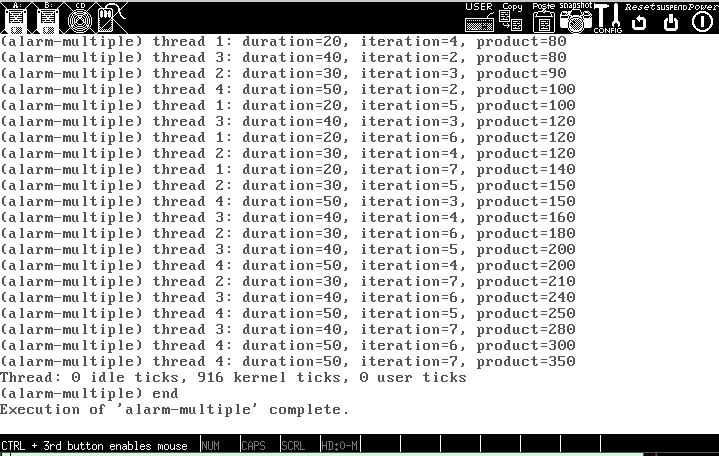 A: B: CD USER Copy Paste snapshot CONFIG Reset SUSPEND Power
(alarm-multiple) thread 1: duration=20, iteration=4, product=80
(alarm-multiple) thread 3: duration=40, iteration=2, product=80
(alarm-multiple) thread 2: duration=30, iteration=3, product=90
(alarm-multiple) thread 4: duration=50, iteration=2, product=100
(alarm-multiple) thread 1: duration=20, iteration=5, product=100
(alarm-multiple) thread 3: duration=40, iteration=3, product=120
(alarm-multiple) thread 1: duration=20, iteration=6, product=120
(alarm-multiple) thread 2: duration=30, iteration=4, product=120
(alarm-multiple) thread 1: duration=20, iteration=7, product=140
(alarm-multiple) thread 2: duration=30, iteration=5, product=150
(alarm-multiple) thread 4: duration=50, iteration=3, product=150
(alarm-multiple) thread 3: duration=40, iteration=4, product=160
(alarm-multiple) thread 2: duration=30, iteration=6, product=180
(alarm-multiple) thread 3: duration=40, iteration=5, product=200
(alarm-multiple) thread 4: duration=50, iteration=4, product=200
(alarm-multiple) thread 2: duration=30, iteration=7, product=210
(alarm-multiple) thread 3: duration=40, iteration=6, product=240
(alarm-multiple) thread 4: duration=50, iteration=5, product=250
(alarm-multiple) thread 3: duration=40, iteration=7, product=280
(alarm-multiple) thread 4: duration=50, iteration=6, product=300
(alarm-multiple) thread 4: duration=50, iteration=7, product=350
Thread: 0 idle ticks, 916 kernel ticks, 0 user ticks
(alarm-multiple) end
Execution of 'alarm-multiple' complete.
CTRL + 3rd button enables mouse NUM CAPS SCRL HD:0-M